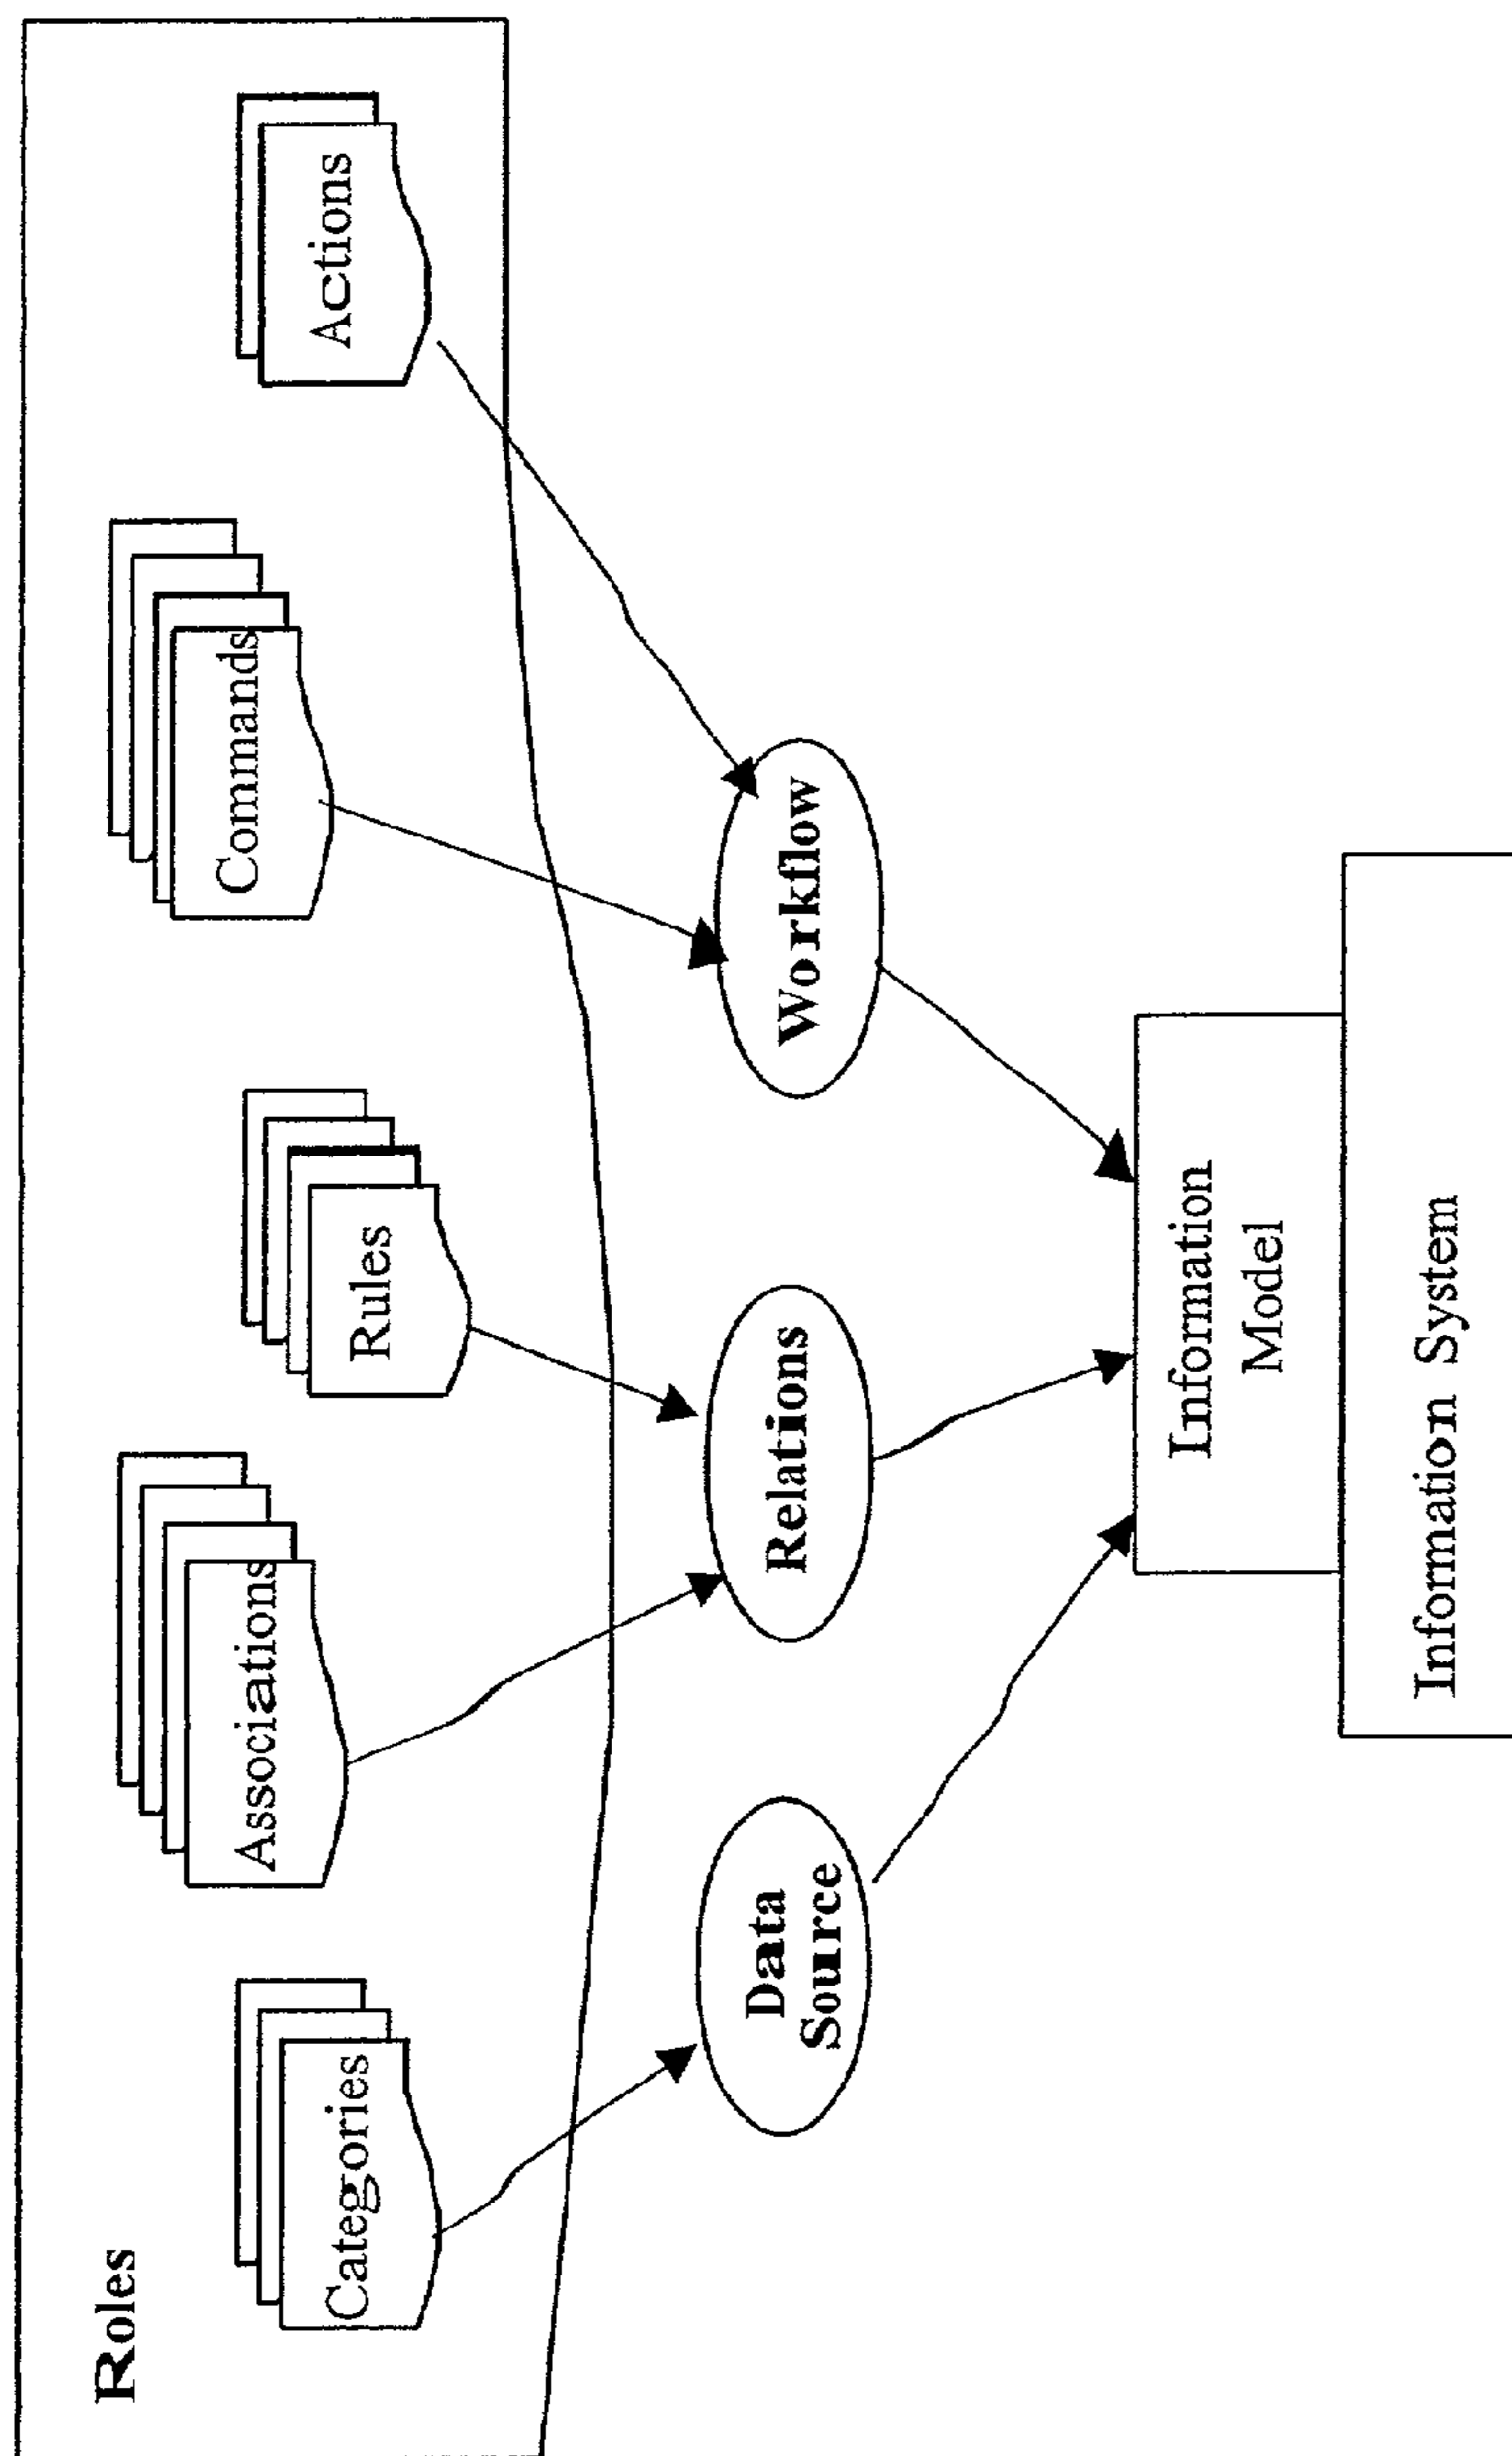 Roles
Categories
Associations
Rules
Commands
Actions
Data
Source
Relations
Workflow
Information
Model
Information System